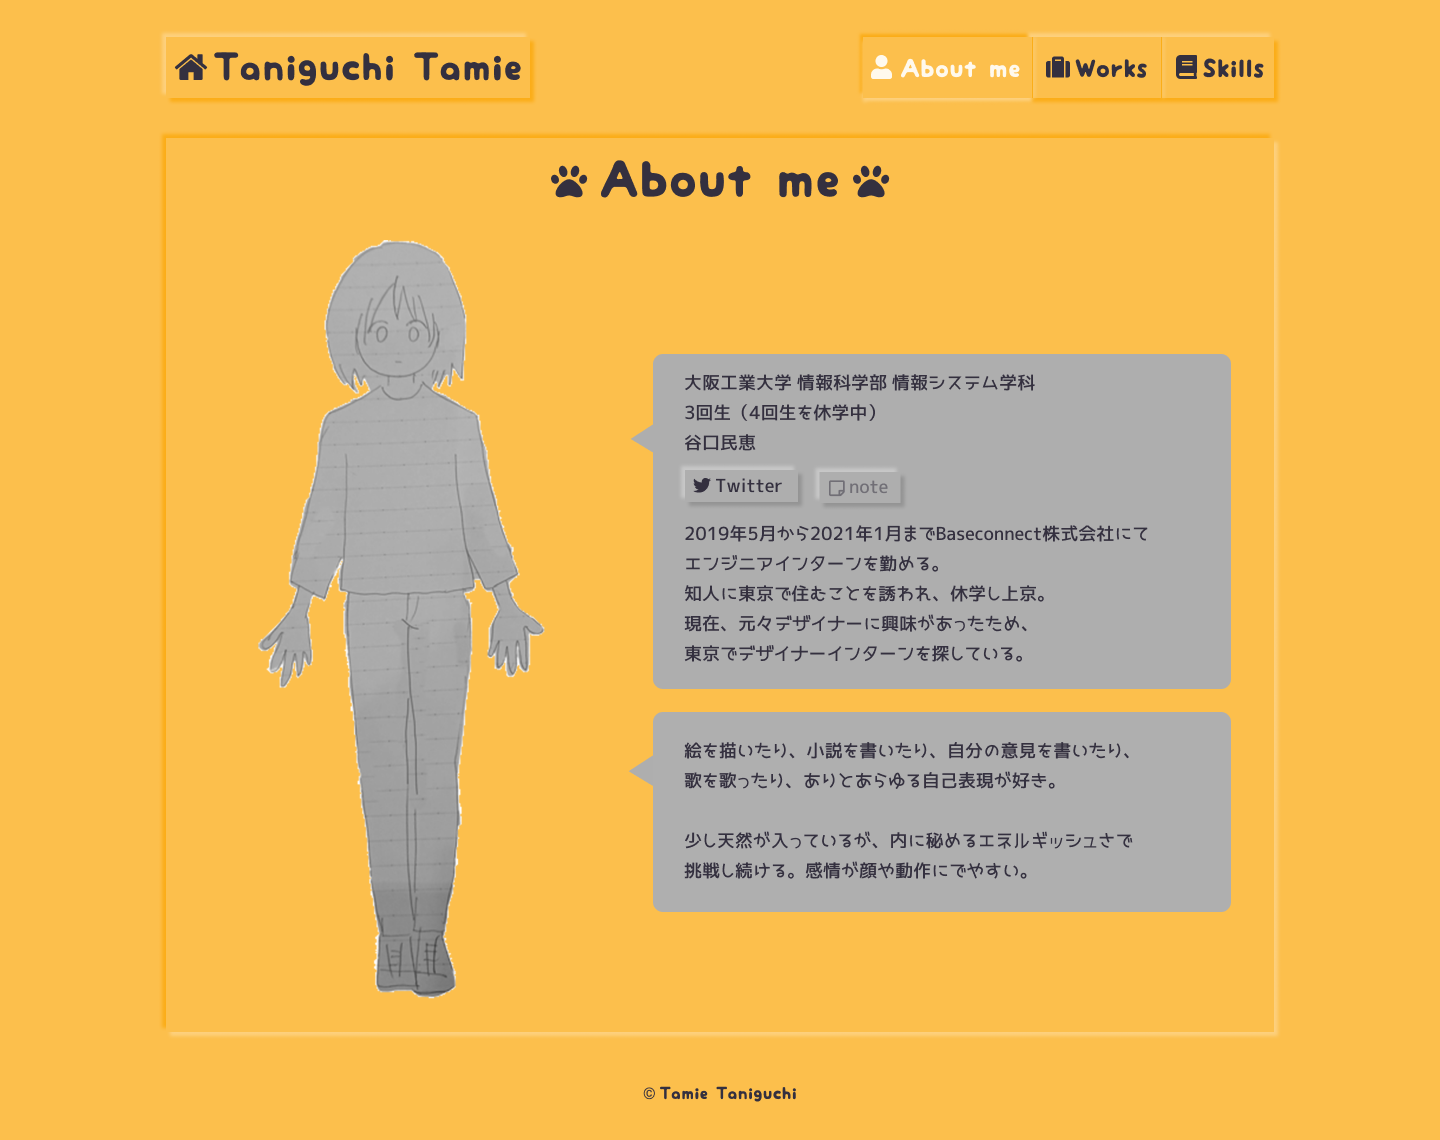 Taniguchi Tamie
About me
Works
Skills
About me
大阪工業大学 情報科学部 情報システム学科
3回生（4回生を休学中）
谷口民恵
Twitter
note
2019年5月から2021年1月までBaseconnect株式会社にて
エンジニアインターンを勤める。
知人に東京で住むことを誘われ、休学し上京。
現在、元々デザイナーに興味があったため、
東京でデザイナーインターンを探している。
絵を描いたり、小説を書いたり、自分の意見を書いたり、
歌を歌ったり、ありとあらゆる自己表現が好き。
少し天然が入っているが、内に秘めるエネルギッシュさで
挑戦し続ける。感情が顔や動作にでやすい。
© Tamie Taniguchi